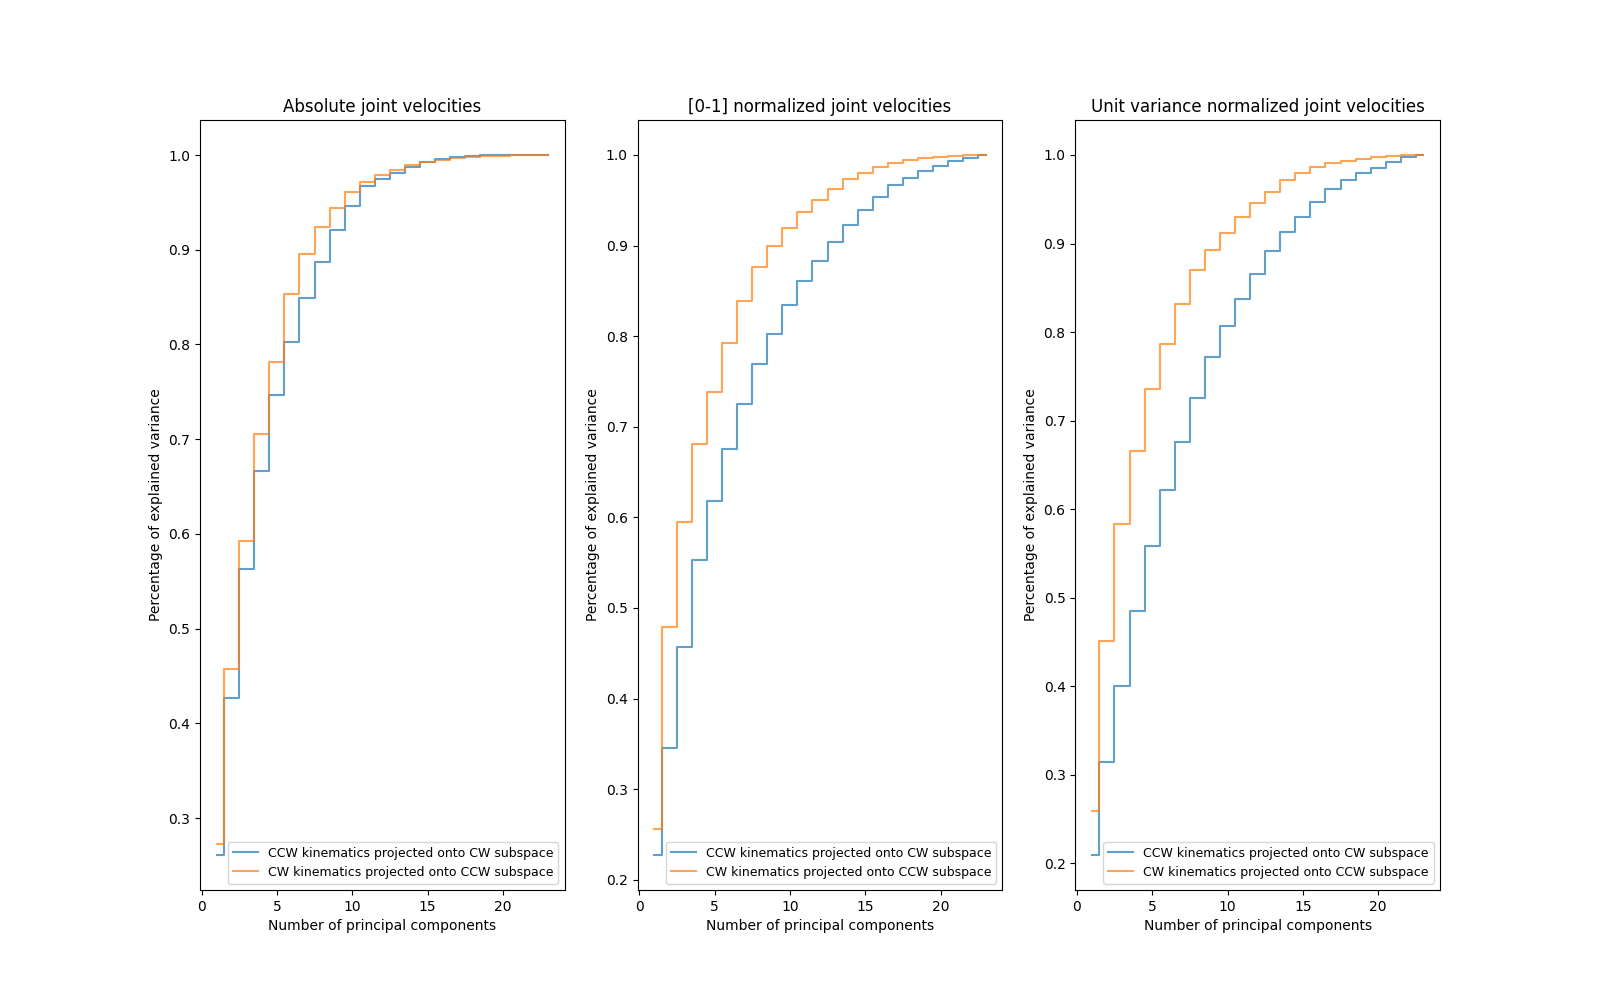 Absolute joint velocities
Percentage of explained variance
1.0
0.9
0.8
0.7
0.6
0.5
0.4
0.3
CCW kinematics projected onto CW subspace
CW kinematics projected onto CCW subspace
0 5 10 15 20
Number of principal components
[0-1] normalized joint velocities
Percentage of explained variance
1.0
0.9
0.8
0.7
0.6
0.5
0.4
0.3
0.2
CCW kinematics projected onto CW subspace
CW kinematics projected onto CCW subspace
0 5 10 15 20
Number of principal components
Unit variance normalized joint velocities
Percentage of explained variance
1.0
0.9
0.8
0.7
0.6
0.5
0.4
0.3
0.2
CCW kinematics projected onto CW subspace
CW kinematics projected onto CCW subspace
0 5 10 15 20
Number of principal components